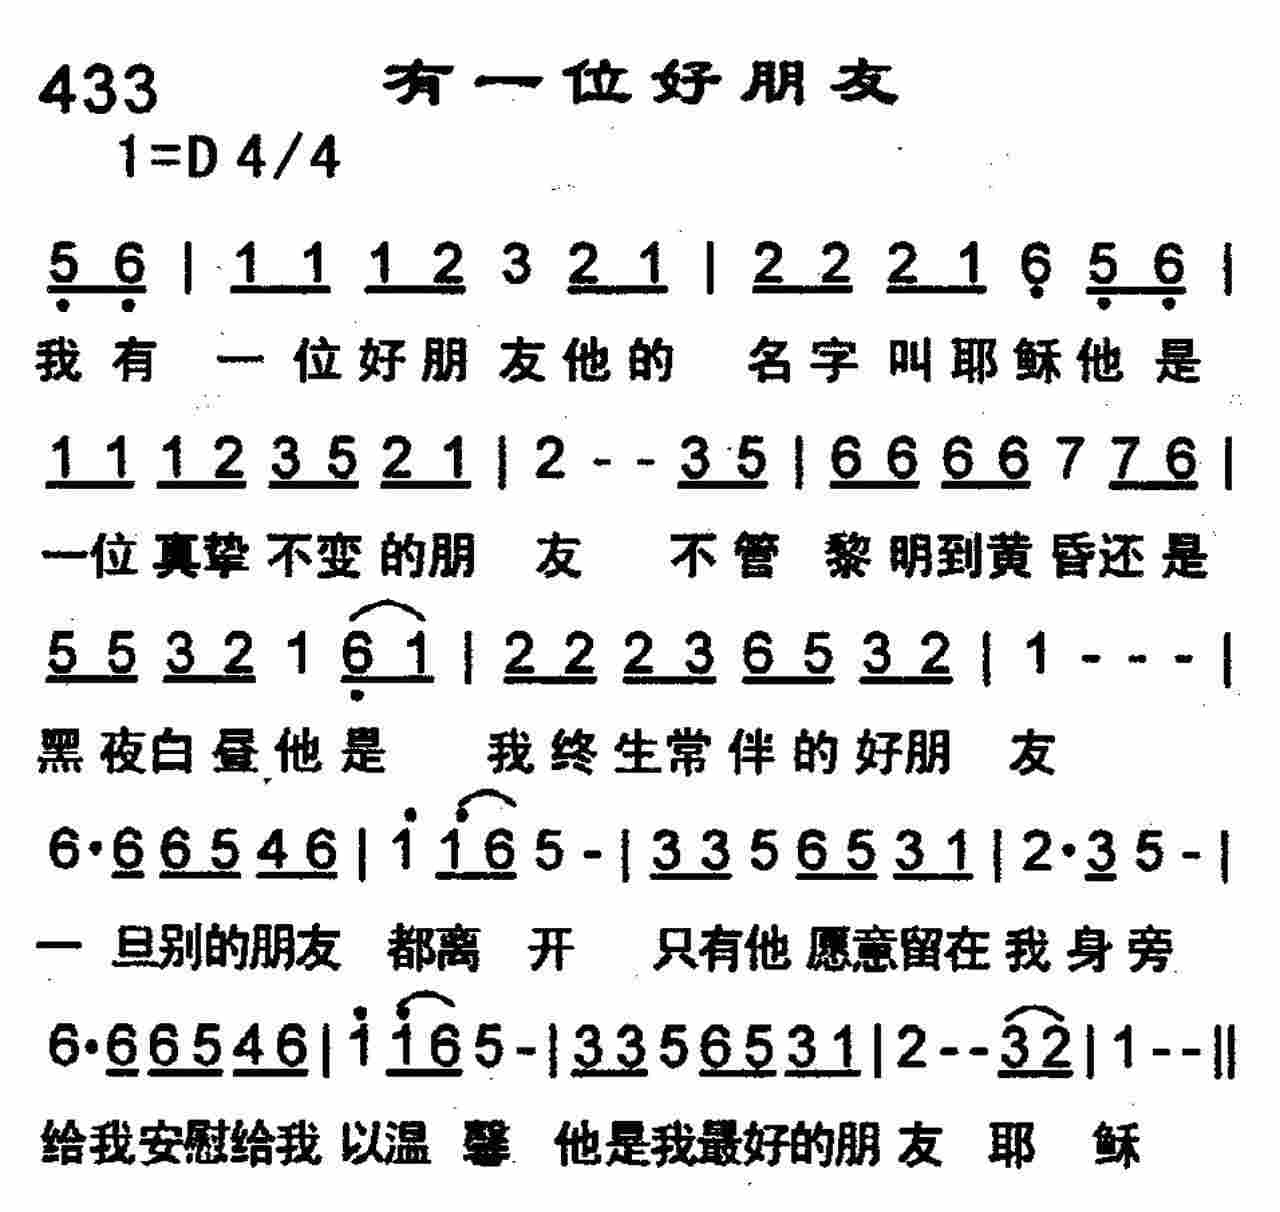 433 有一位好朋友
1=D 4/4
5 6 | 1 1 1 2 3 2 1 | 2 2 2 1 6 5 6 |
我有一位好朋友他的 名字叫耶稣他是
1 1 1 2 3 5 2 1 | 2 - - 3 5 | 6 6 6 6 7 7 6 |
一位真挚不变的朋 友 不管 黎明到黄昏还是
5 5 3 2 1 6 1 | 2 2 2 3 6 5 3 2 | 1 - - - |
黑夜白昼他是 我终生常伴的好朋 友
6· 6 6 5 4 6 | 1 1 6 5 - | 3 3 5 6 5 3 1 | 2· 3 5 - |
一旦别的朋友 都离 开 只有他愿意留在我身旁
6· 6 6 5 4 6 | 1 1 6 5 - | 3 3 5 6 5 3 1 | 2 - - 3 2 | 1 - - ||
给我安慰给我以温馨 他是我最好的朋友 耶 稣